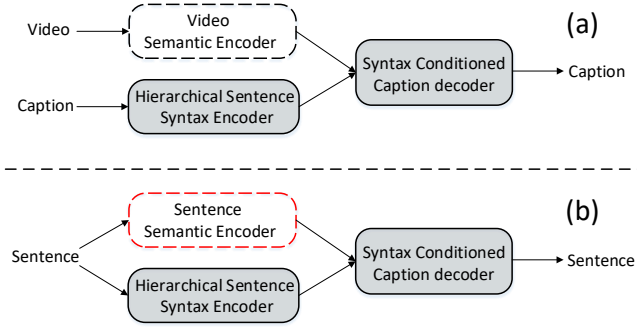 Video
Video
Semantic Encoder
(a)
Syntax Conditioned
Caption decoder
Caption
Caption
Hierarchical Sentence
Syntax Encoder
(b)
Sentence
Semantic Encoder
Sentence
Syntax Conditioned
Caption decoder
Sentence
Hierarchical Sentence
Syntax Encoder